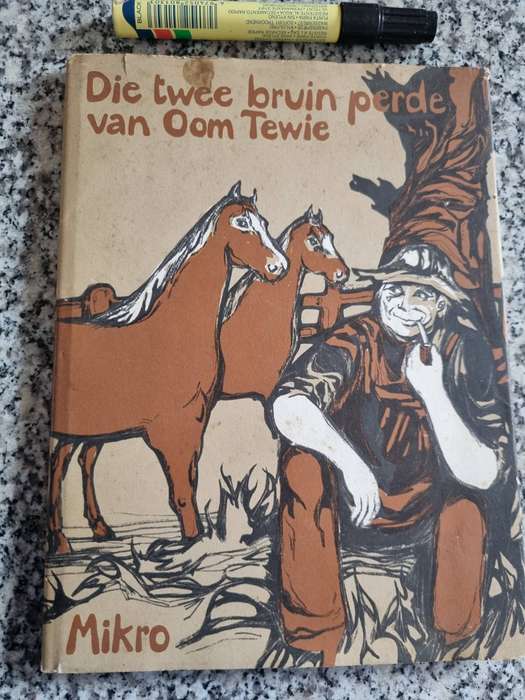 Die twee bruin perde
van Oom Tewie
Mikro